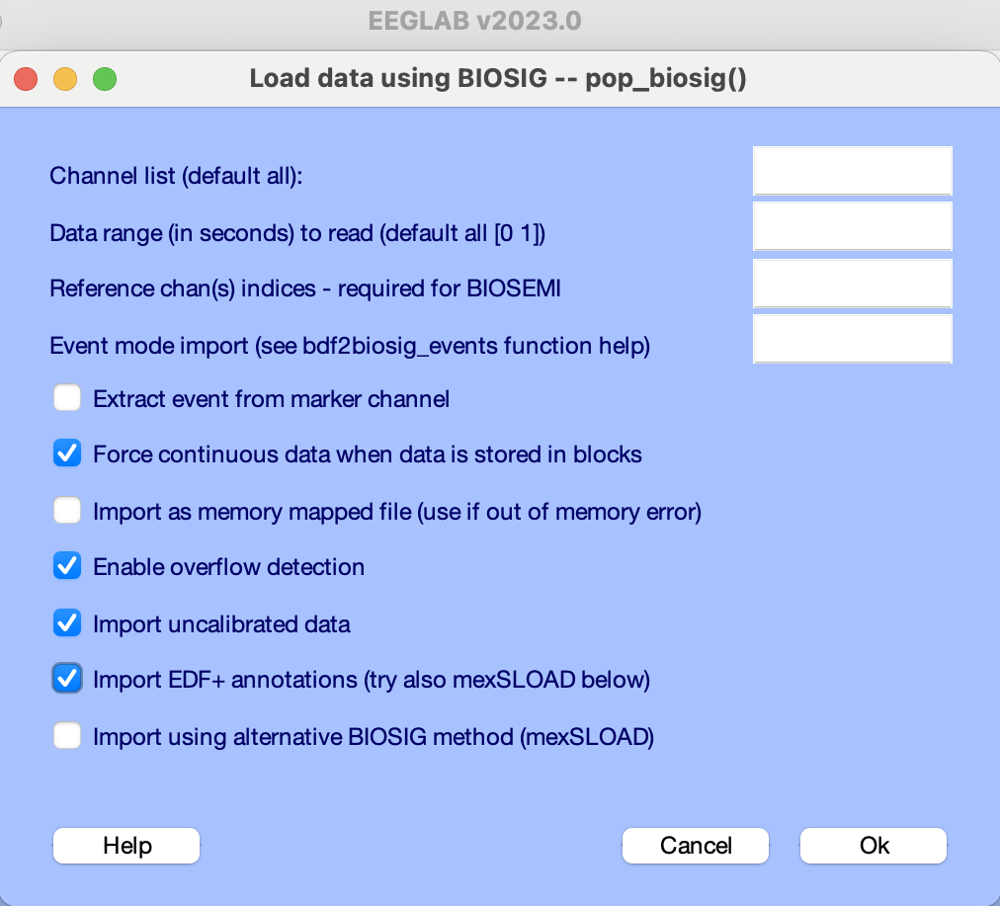 EEGLAB v2023.0
Load data using BIOSIG -- pop_biosig()
Channel list (default all):
Data range (in seconds) to read (default all [0 1])
Reference chan(s) indices - required for BIOSEMI
Event mode import (see bdf2biosig_events function help)
Extract event from marker channel
Force continuous data when data is stored in blocks
Import as memory mapped file (use if out of memory error)
Enable overflow detection
Import uncalibrated data
Import EDF+ annotations (try also mexSLOAD below)
Import using alternative BIOSIG method (mexSLOAD)
Help Cancel Ok